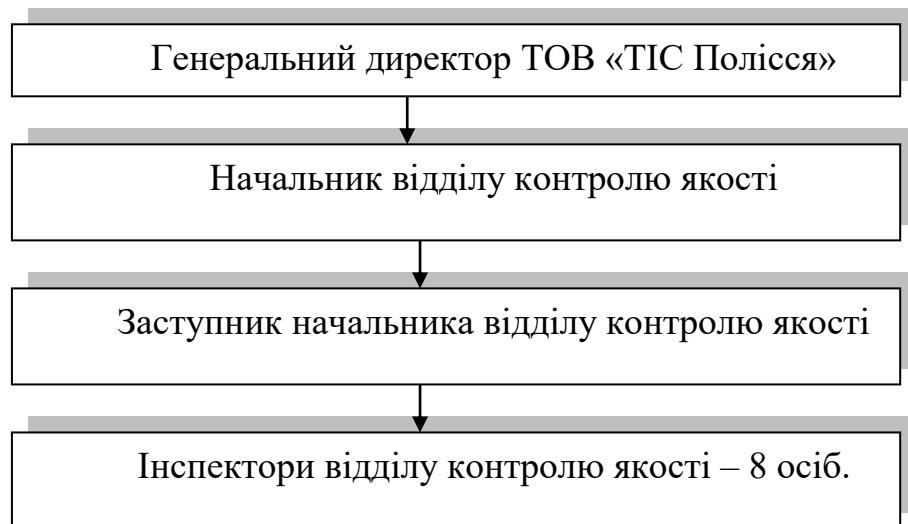 Генеральний директор ТОВ «ТІС Полісся»
Начальник відділу контролю якості
Заступник начальника відділу контролю якості
Інспектори відділу контролю якості – 8 осіб.